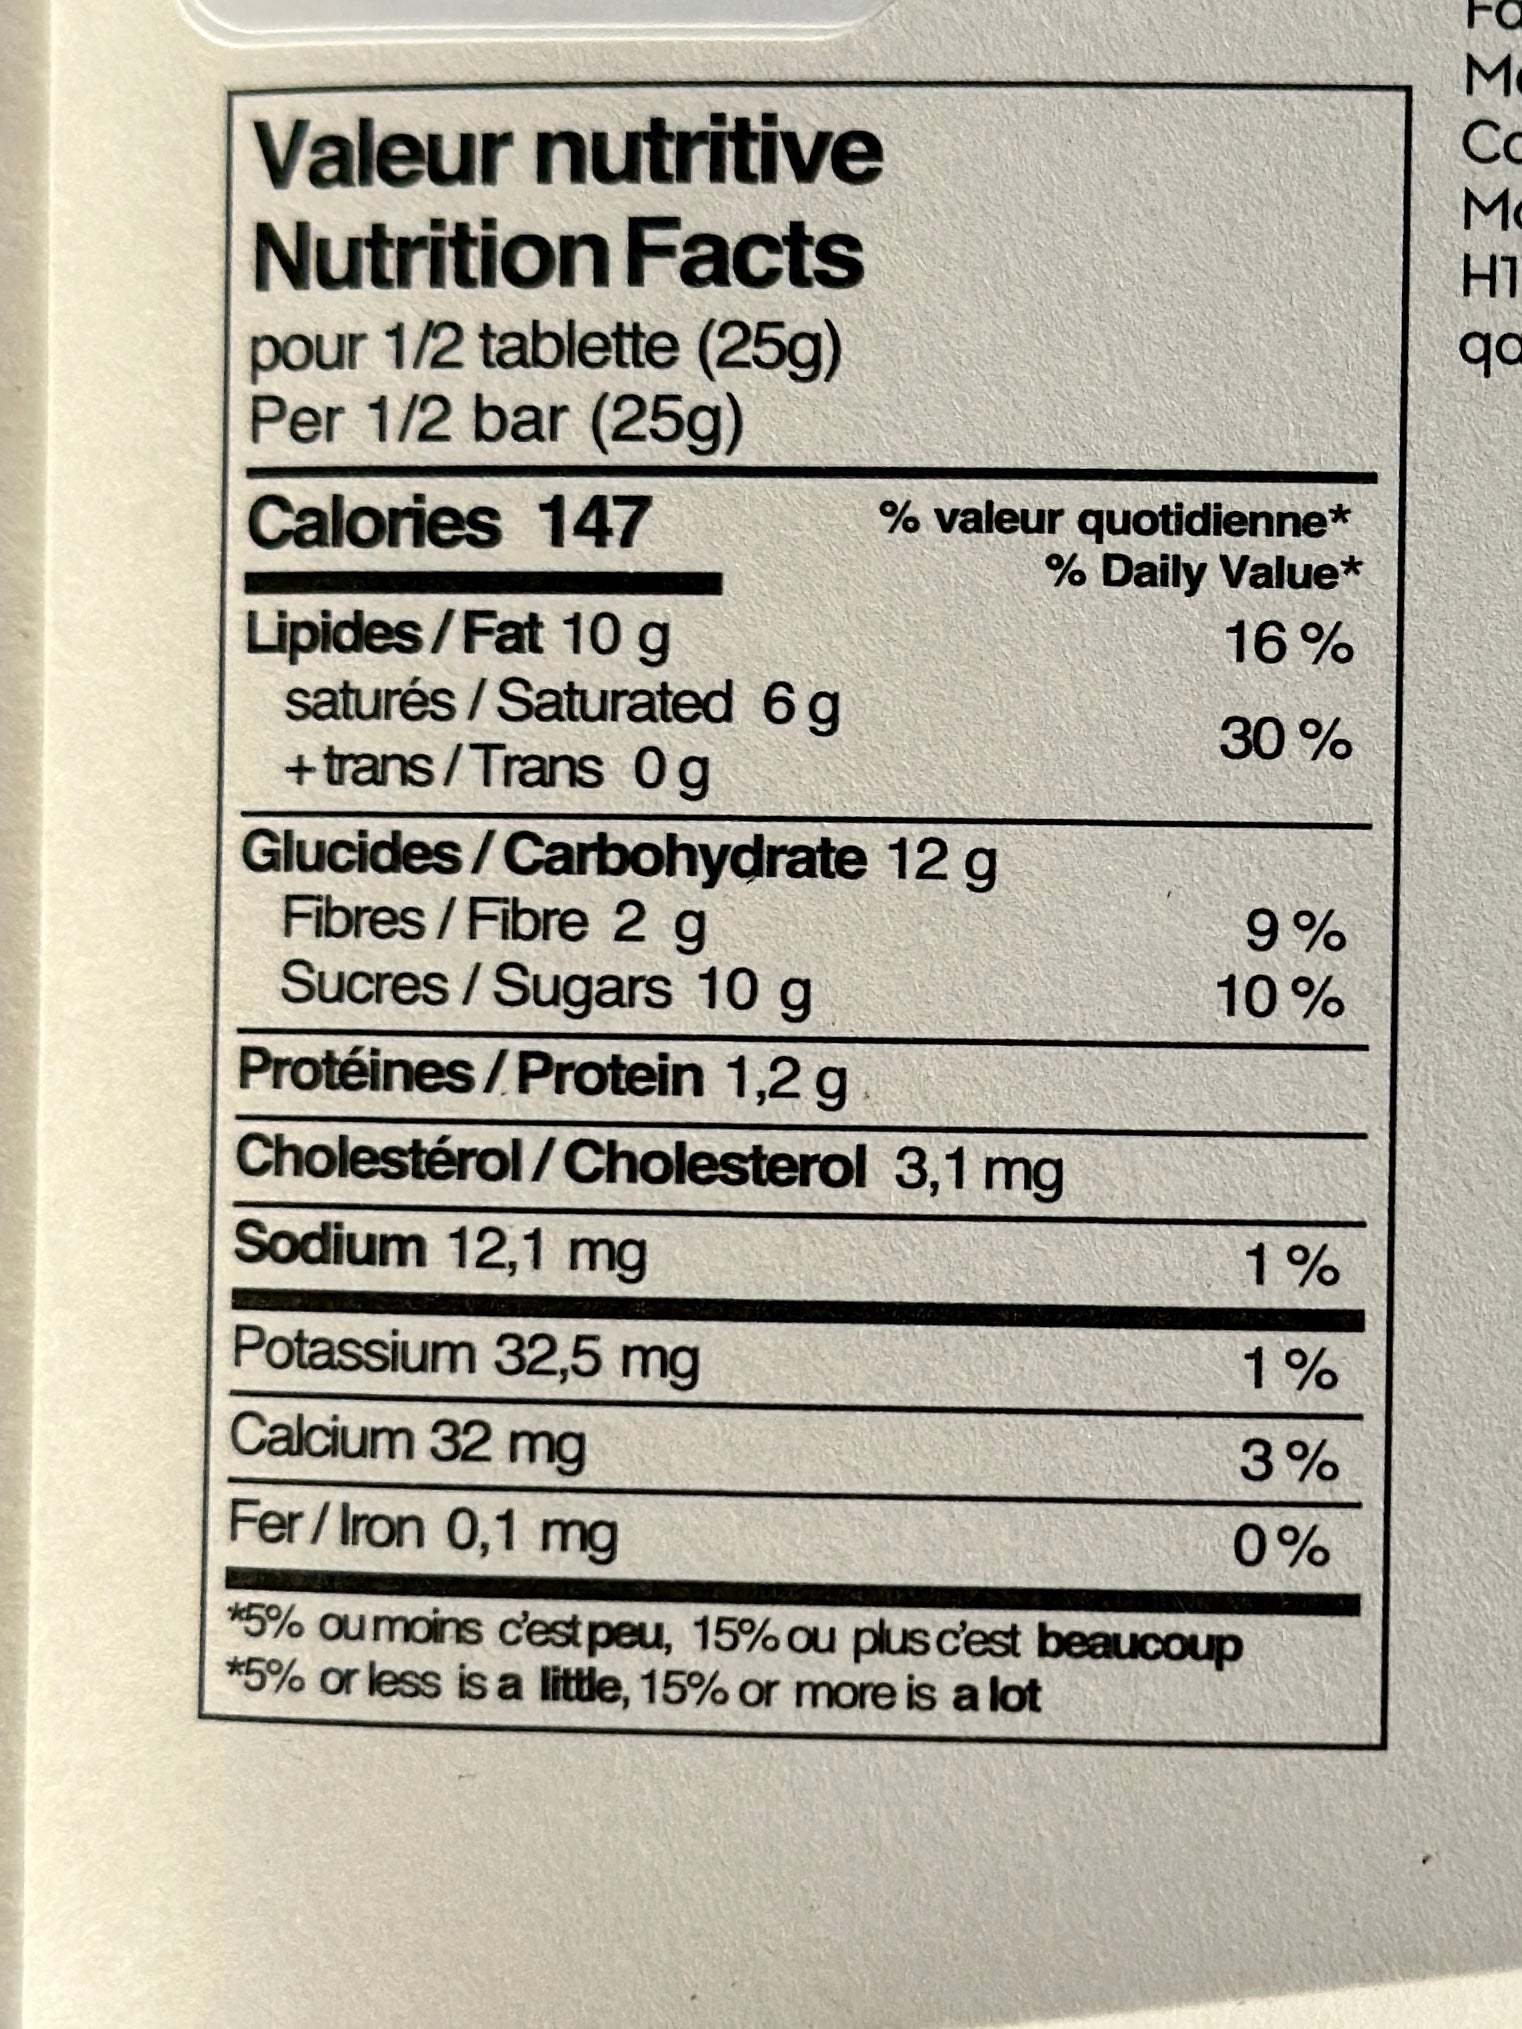 Valeur nutritive
Nutrition Facts
pour 1/2 tablette (25g)
Per 1/2 bar (25g)
Calories 147
% valeur quotidienne*
% Daily Value*
Lipides / Fat 10 g 16 %
saturés / Saturated 6 g
+ trans / Trans 0 g 30 %
Glucides / Carbohydrate 12 g
Fibres / Fibre 2 g 9 %
Sucres / Sugars 10 g 10 %
Protéines / Protein 1,2 g
Cholestérol / Cholesterol 3,1 mg
Sodium 12,1 mg 1 %
Potassium 32,5 mg 1 %
Calcium 32 mg 3 %
Fer / Iron 0,1 mg 0 %
*5% ou moins c'est peu, 15% ou plus c'est beaucoup
*5% or less is a little, 15% or more is a lot
H1